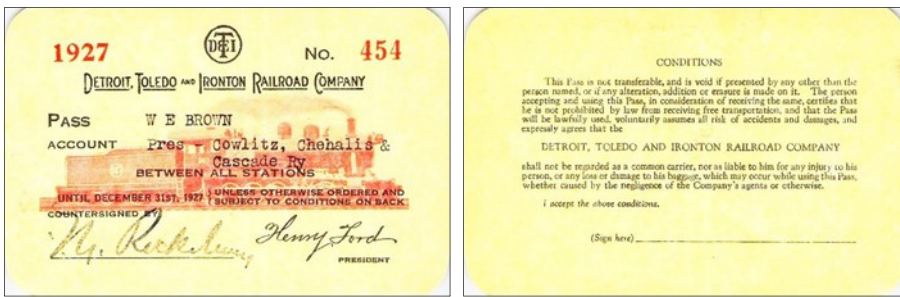 1927
DT&I
No. 454
DETROIT, TOLEDO AND IRONTON RAILROAD COMPANY
PASS W E BROWN
ACCOUNT Pres - Cowlitz, Chehalis &
Cascade Ry
BETWEEN ALL STATIONS
UNTIL DECEMBER 31ST, 1927 UNLESS OTHERWISE ORDERED AND
SUBJECT TO CONDITIONS ON BACK
COUNTERSIGNED BY
Henry Ford
PRESIDENT
CONDITIONS
This Pass is not transferable, and is void if presented by any other than the
person named, or if any alteration, addition or erasure is made on it. The person
accepting and using this Pass, in consideration of receiving the same, certifies that
he is not prohibited by law from receiving free transportation, and that the Pass
will be lawfully used, voluntarily assumes all risk of accidents and damages, and
expressly agrees that the
DETROIT, TOLEDO AND IRONTON RAILROAD COMPANY
shall not be regarded as a common carrier, nor as liable to him for any injury to his
person, or any loss or damage to his baggage, which may occur while using this Pass,
whether caused by the negligence of the Company's agents or otherwise.
I accept the above conditions.
(Sign here)